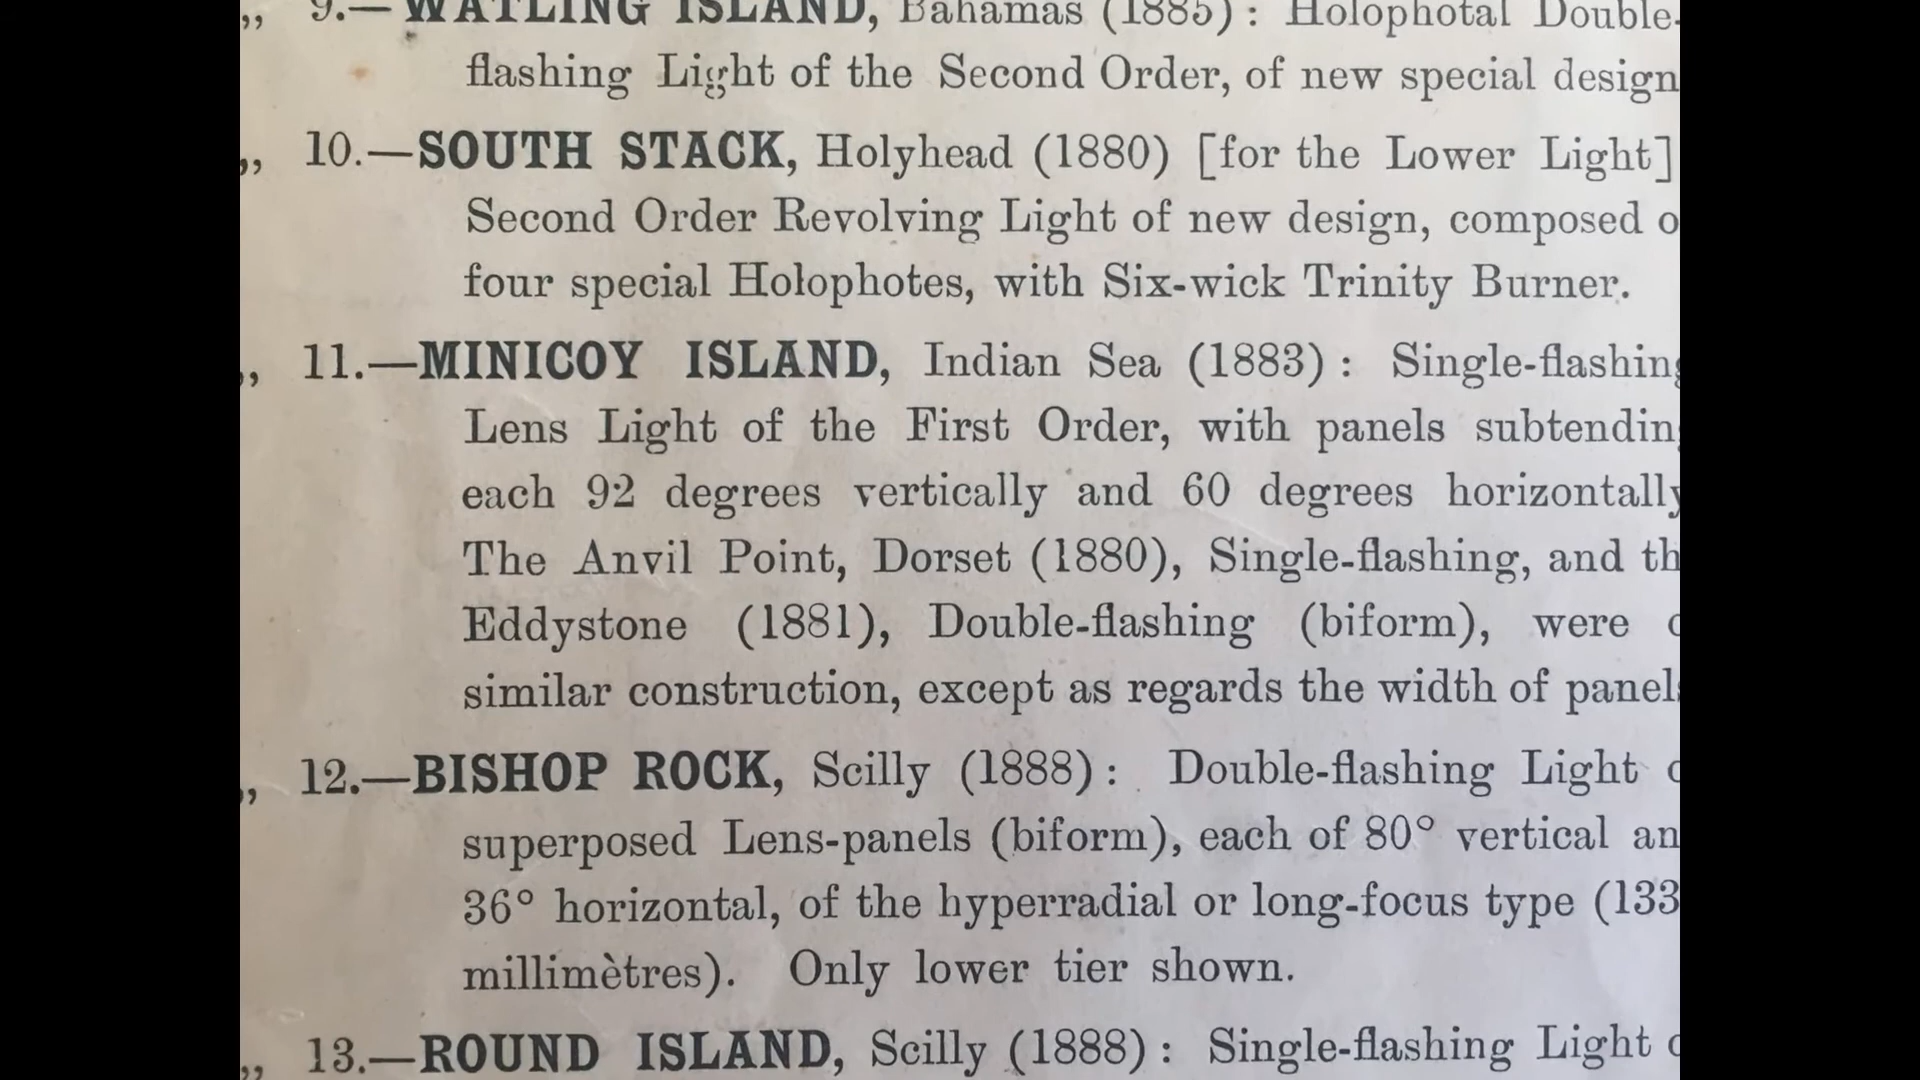 „ 9.—WATLING ISLAND, Bahamas (1885) : Holophotal Double-
flashing Light of the Second Order, of new special design
„ 10.—SOUTH STACK, Holyhead (1880) [for the Lower Light]
Second Order Revolving Light of new design, composed o
four special Holophotes, with Six-wick Trinity Burner.
„ 11.—MINICOY ISLAND, Indian Sea (1883) : Single-flashing
Lens Light of the First Order, with panels subtendin
each 92 degrees vertically and 60 degrees horizontally
The Anvil Point, Dorset (1880), Single-flashing, and th
Eddystone (1881), Double-flashing (biform), were
similar construction, except as regards the width of panel
„ 12.—BISHOP ROCK, Scilly (1888) : Double-flashing Light
superposed Lens-panels (biform), each of 80° vertical an
36° horizontal, of the hyperradial or long-focus type (133
millimètres). Only lower tier shown.
„ 13.—ROUND ISLAND, Scilly (1888) : Single-flashing Light